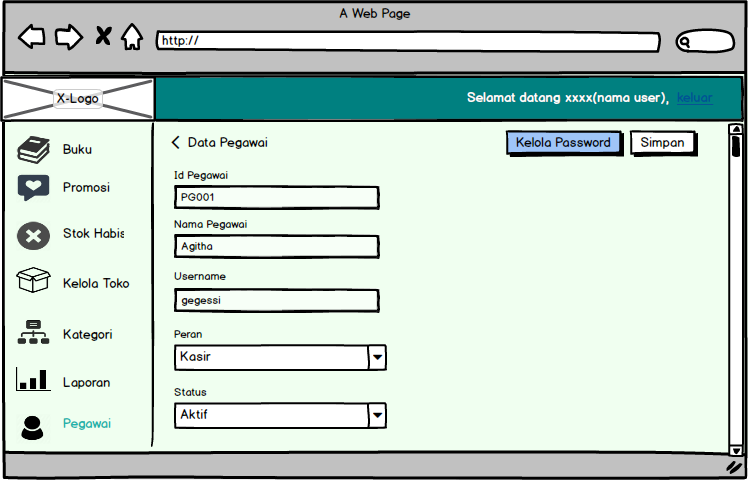 A Web Page
http://
X-Logo
Selamat datang xxxx(nama user), keluar
Buku
Promosi
Stok Habis
Kelola Toko
Kategori
Laporan
Pegawai
Data Pegawai
Kelola Password
Simpan
Id Pegawai
PG001
Nama Pegawai
Agitha
Username
gegessi
Peran
Kasir
Status
Aktif